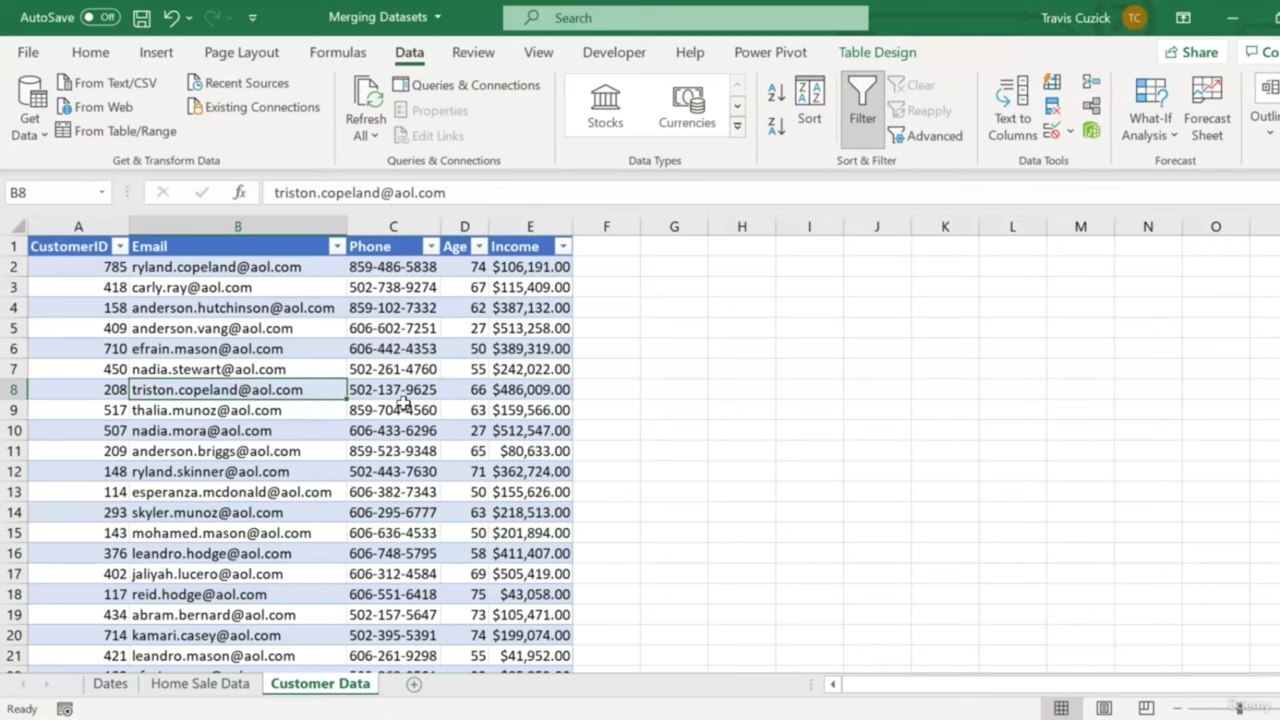 AutoSave Off Merging Datasets Search Travis Cuzick TC
File Home Insert Page Layout Formulas Data Review View Developer Help Power Pivot Table Design Share Co
From Text/CSV Recent Sources Queries & Connections Clear
Get Data From Web Existing Connections Refresh All Properties Stocks Currencies Sort Filter Reapply Text to Columns What-If Analysis Forecast Sheet Outli
From Table/Range Edit Links Advanced
Get & Transform Data Queries & Connections Data Types Sort & Filter Data Tools Forecast
B8 fx triston.copeland@aol.com
A B C D E F G H I J K L M N O
1 CustomerID Email Phone Age Income
2 785 ryland.copeland@aol.com 859-486-5838 74 $106,191.00
3 418 carly.ray@aol.com 502-738-9274 67 $115,409.00
4 158 anderson.hutchinson@aol.com 859-102-7332 62 $387,132.00
5 409 anderson.vang@aol.com 606-602-7251 27 $513,258.00
6 710 efrain.mason@aol.com 606-442-4353 50 $389,319.00
7 450 nadia.stewart@aol.com 502-261-4760 55 $242,022.00
8 208 triston.copeland@aol.com 502-137-9625 66 $486,009.00
9 517 thalia.munoz@aol.com 859-704-4560 63 $159,566.00
10 507 nadia.mora@aol.com 606-433-6296 27 $512,547.00
11 209 anderson.briggs@aol.com 859-523-9348 65 $80,633.00
12 148 ryland.skinner@aol.com 502-443-7630 71 $362,724.00
13 114 esperanza.mcdonald@aol.com 606-382-7343 50 $155,626.00
14 293 skyler.munoz@aol.com 606-295-6777 63 $218,513.00
15 143 mohamed.mason@aol.com 606-636-4533 50 $201,894.00
16 376 leandro.hodge@aol.com 606-748-5795 58 $411,407.00
17 402 jaliyah.lucero@aol.com 606-312-4584 69 $505,419.00
18 117 reid.hodge@aol.com 606-551-6418 75 $43,058.00
19 434 abram.bernard@aol.com 502-157-5647 73 $105,471.00
20 714 kamari.casey@aol.com 502-395-5391 74 $199,074.00
21 421 leandro.mason@aol.com 606-261-9298 55 $41,952.00
Dates Home Sale Data Customer Data
Ready